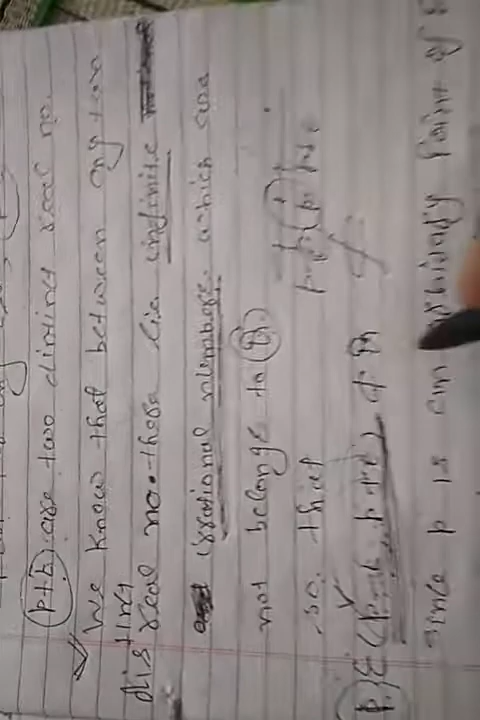 (p+ε) are two distinct real no.
We know that between any two
distinct
real no. there lie infinite
irrational numbers. which are
not belongs to Q.
so, that
p ∈ (p-ε, p+ε) ⊄ Q
since p is an arbitrary point of